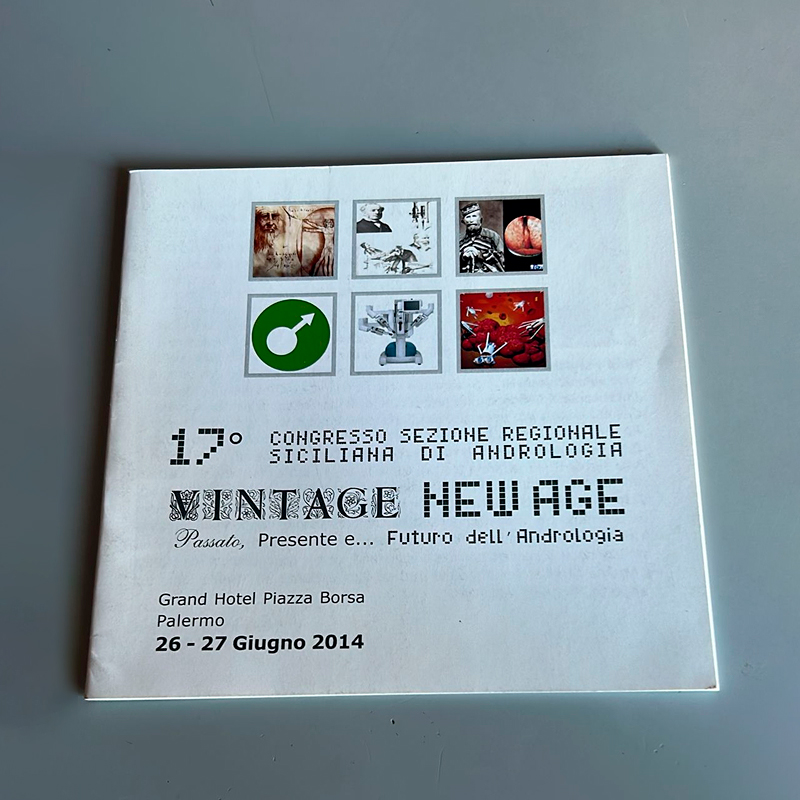 17° CONGRESSO SEZIONE REGIONALE
SICILIANA DI ANDROLOGIA
VINTAGE NEW AGE
Passato, Presente e... Futuro dell'Andrologia
Grand Hotel Piazza Borsa
Palermo
26 - 27 Giugno 2014